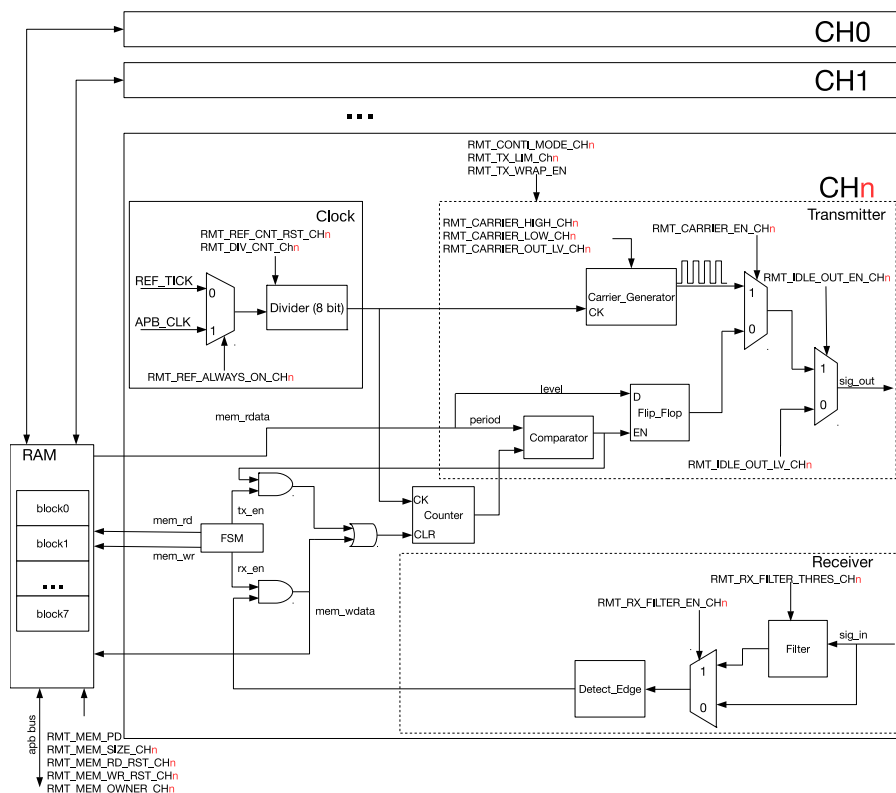 CH0
CH1
...
RMT_CONTI_MODE_CHn
RMT_TX_LIM_Chn
RMT_TX_WRAP_EN
CHn
Transmitter
Clock
RMT_REF_CNT_RST_CHn
RMT_DIV_CNT_Chn
REF_TICK
0
APB_CLK
1
Divider (8 bit)
RMT_REF_ALWAYS_ON_CHn
RMT_CARRIER_HIGH_CHn
RMT_CARRIER_LOW_CHn
RMT_CARRIER_OUT_LV_CHn
RMT_CARRIER_EN_CHn
RMT_IDLE_OUT_EN_CHn
Carrier_Generator
CK
1
0
1
0
sig_out
RMT_IDLE_OUT_LV_CHn
level
D
Flip_Flop
EN
mem_rdata
period
Comparator
RAM
block0
block1
...
block7
mem_rd
mem_wr
tx_en
FSM
rx_en
mem_wdata
CK
Counter
CLR
Receiver
RMT_RX_FILTER_THRES_CHn
RMT_RX_FILTER_EN_CHn
sig_in
Filter
1
0
Detect_Edge
apb bus
RMT_MEM_PD
RMT_MEM_SIZE_CHn
RMT_MEM_RD_RST_CHn
RMT_MEM_WR_RST_CHn
RMT_MEM_OWNER_CHn